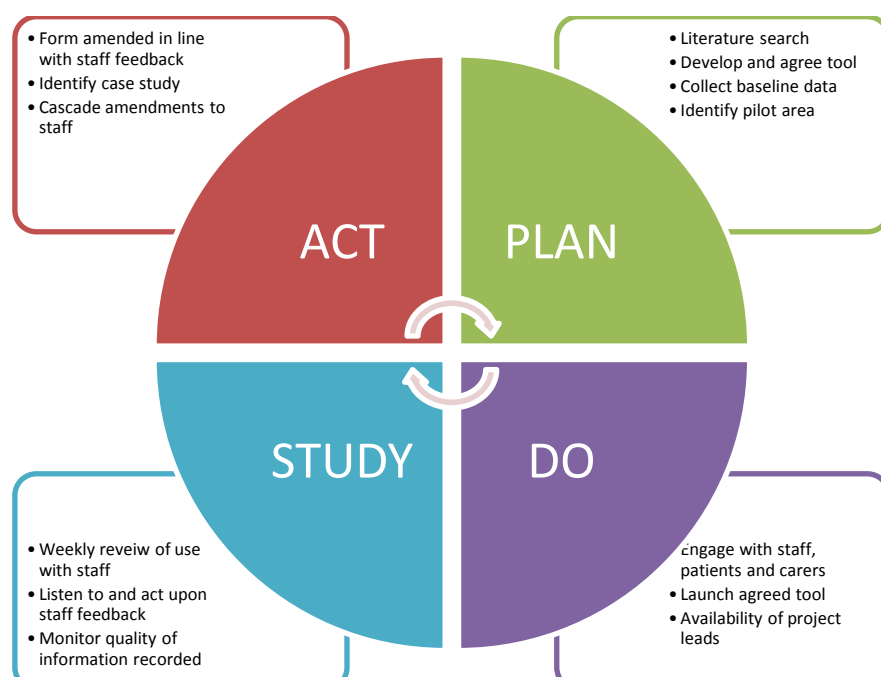 • Form amended in line
with staff feedback
• Identify case study
• Cascade amendments to
staff
• Literature search
• Develop and agree tool
• Collect baseline data
• Identify pilot area
ACT
PLAN
STUDY
DO
• Weekly reveiw of use
with staff
• Listen to and act upon
staff feedback
• Monitor quality of
information recorded
Engage with staff,
patients and carers
• Launch agreed tool
• Availability of project
leads